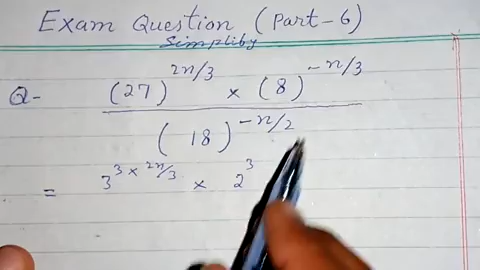 Exam Question (Part-6)
Simplify
Q- (27)^{2n/3} × (8)^{-n/3}
(18)^{-n/2}
= 3^{3 × 2n/3} × 2^{3}